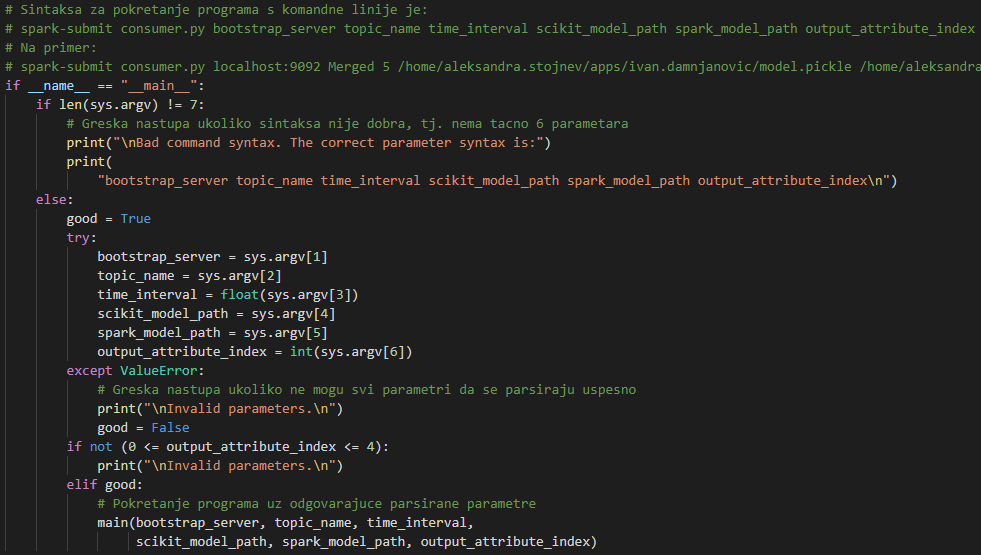 # Sintaksa za pokretanje programa s komandne linije je:
# spark-submit consumer.py bootstrap_server topic_name time_interval scikit_model_path spark_model_path output_attribute_index
# Na primer:
# spark-submit consumer.py localhost:9092 Merged 5 /home/aleksandra.stojnev/apps/ivan.damnjanovic/model.pickle /home/aleksandra
if __name__ == "__main__":
    if len(sys.argv) != 7:
        # Greska nastupa ukoliko sintaksa nije dobra, tj. nema tacno 6 parametara
        print("\nBad command syntax. The correct parameter syntax is:")
        print(
            "bootstrap_server topic_name time_interval scikit_model_path spark_model_path output_attribute_index\n")
    else:
        good = True
        try:
            bootstrap_server = sys.argv[1]
            topic_name = sys.argv[2]
            time_interval = float(sys.argv[3])
            scikit_model_path = sys.argv[4]
            spark_model_path = sys.argv[5]
            output_attribute_index = int(sys.argv[6])
        except ValueError:
            # Greska nastupa ukoliko ne mogu svi parametri da se parsiraju uspesno
            print("\nInvalid parameters.\n")
            good = False
        if not (0 <= output_attribute_index <= 4):
            print("\nInvalid parameters.\n")
        elif good:
            # Pokretanje programa uz odgovarajuce parsirane parametre
            main(bootstrap_server, topic_name, time_interval,
                 scikit_model_path, spark_model_path, output_attribute_index)